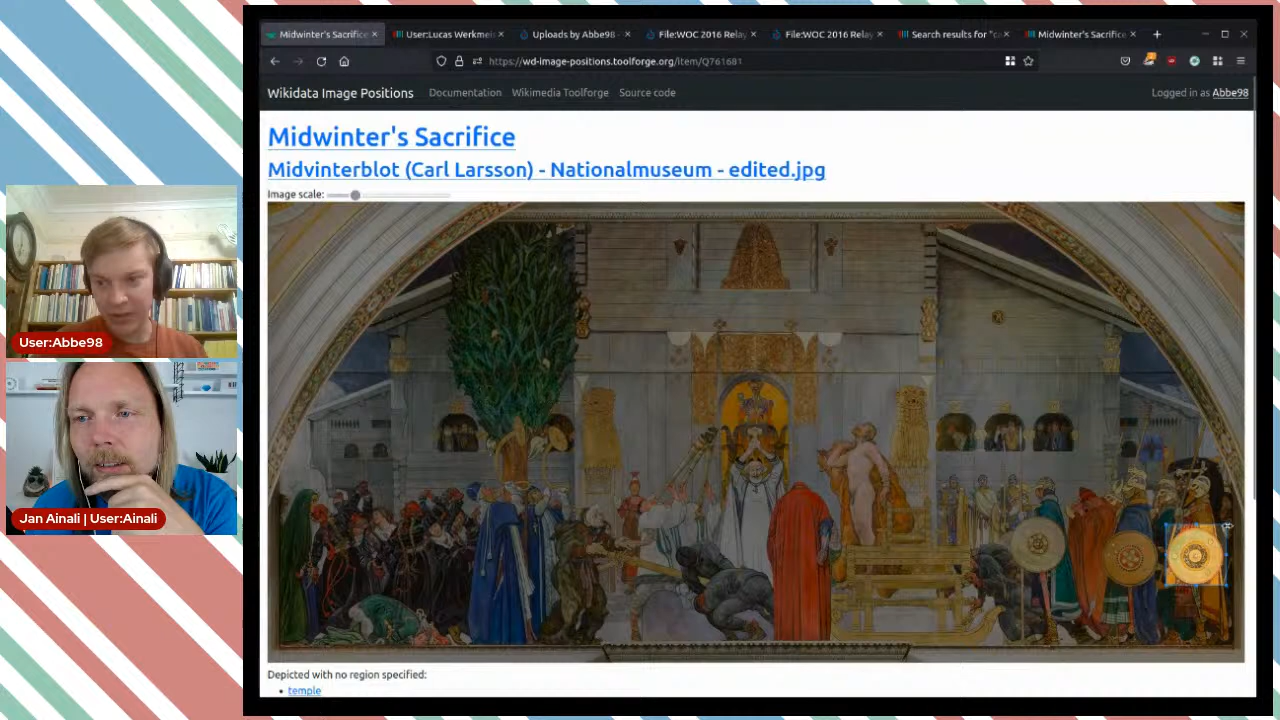 Midwinter's Sacrifice
User:Lucas Werkmeis
Uploads by Abbe98 -
File:WOC 2016 Relay
File:WOC 2016 Relay
Search results for "c
Midwinter's Sacrifice
https://wd-image-positions.toolforge.org/item/Q761681
Wikidata Image Positions
Documentation
Wikimedia Toolforge
Source code
Logged in as Abbe98
Midwinter's Sacrifice
Midvinterblot (Carl Larsson) - Nationalmuseum - edited.jpg
Image scale:
User:Abbe98
Jan Ainali | User:Ainali
Depicted with no region specified:
• temple